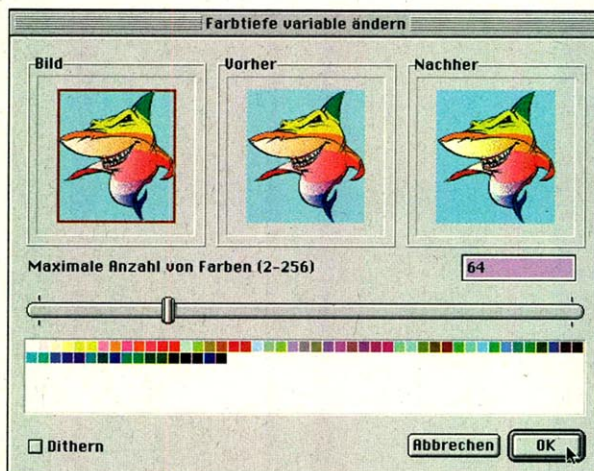 Farbtiefe variable ändern
Bild
Vorher
Nachher
Maximale Anzahl von Farben (2-256)
64
Dithern
Abbrechen
OK